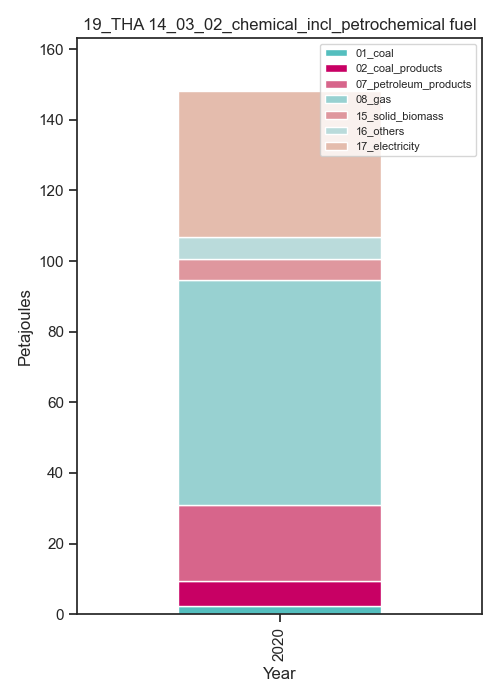 19_THA 14_03_02_chemical_incl_petrochemical fuel
01_coal
02_coal_products
07_petroleum_products
08_gas
15_solid_biomass
16_others
17_electricity
160
140
120
100
80
60
40
20
0
Petajoules
2020
Year